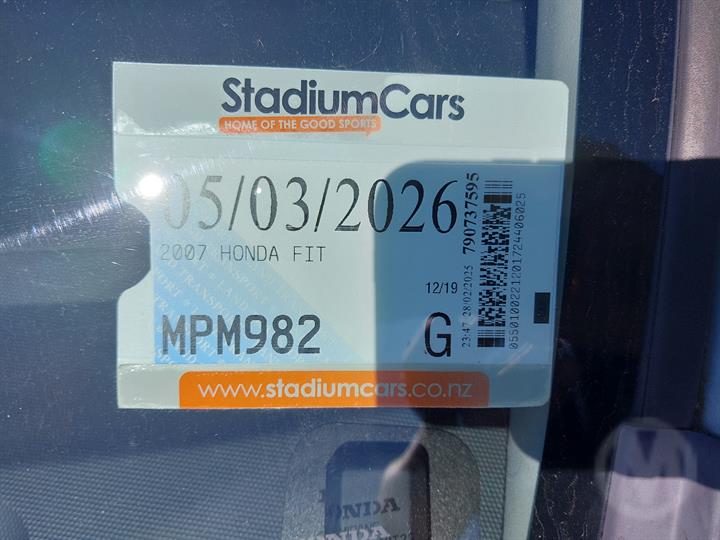 StadiumCars
HOME OF THE GOOD SPORTS
05/03/2026
2007 HONDA FIT
12/19
MPM982
G
790737595
23:47 28/02/2025
0550100221201724406025
www.stadiumcars.co.nz
HONDA
M